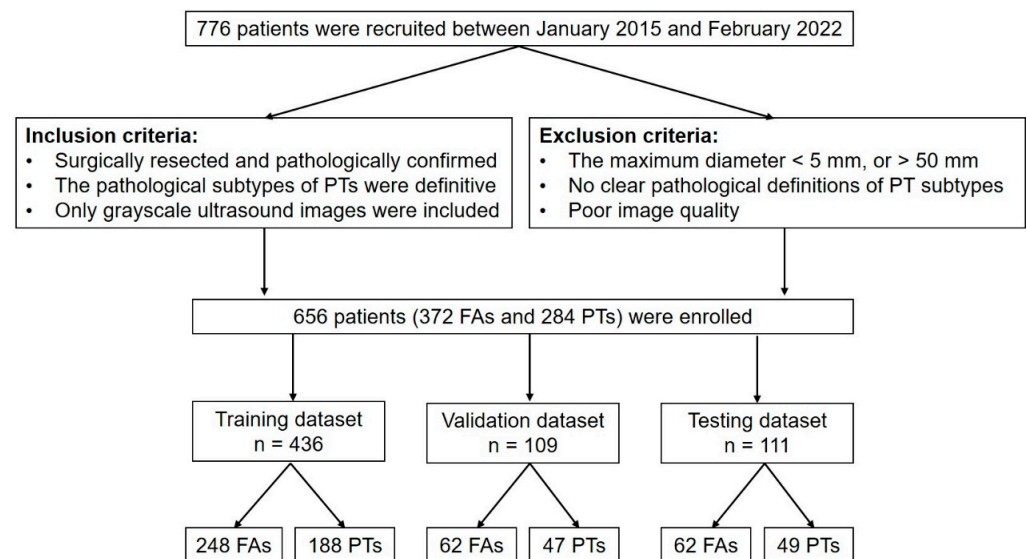 776 patients were recruited between January 2015 and February 2022
Inclusion criteria:
• Surgically resected and pathologically confirmed
• The pathological subtypes of PTs were definitive
• Only grayscale ultrasound images were included
Exclusion criteria:
• The maximum diameter < 5 mm, or > 50 mm
• No clear pathological definitions of PT subtypes
• Poor image quality
656 patients (372 FAs and 284 PTs) were enrolled
Training dataset
n = 436
Validation dataset
n = 109
Testing dataset
n = 111
248 FAs
188 PTs
62 FAs
47 PTs
62 FAs
49 PTs